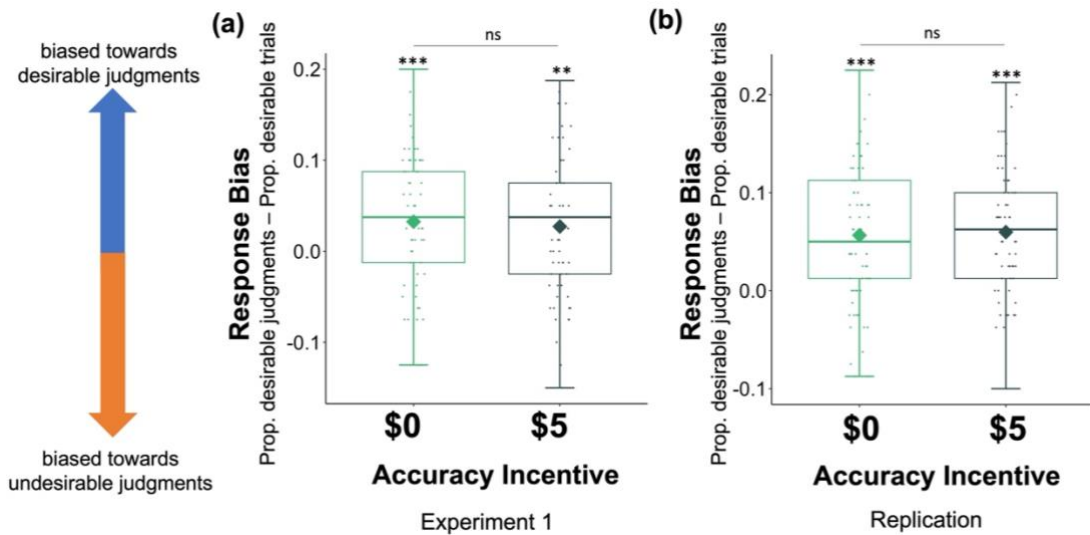 biased towards
desirable judgments
biased towards
undesirable judgments
(a)
ns
***
**
Response Bias
Prop. desirable judgments – Prop. desirable trials
0.2
0.1
0.0
-0.1
$0
$5
Accuracy Incentive
Experiment 1
(b)
ns
***
***
Response Bias
Prop. desirable judgments – Prop. desirable trials
0.2
0.1
0.0
-0.1
$0
$5
Accuracy Incentive
Replication